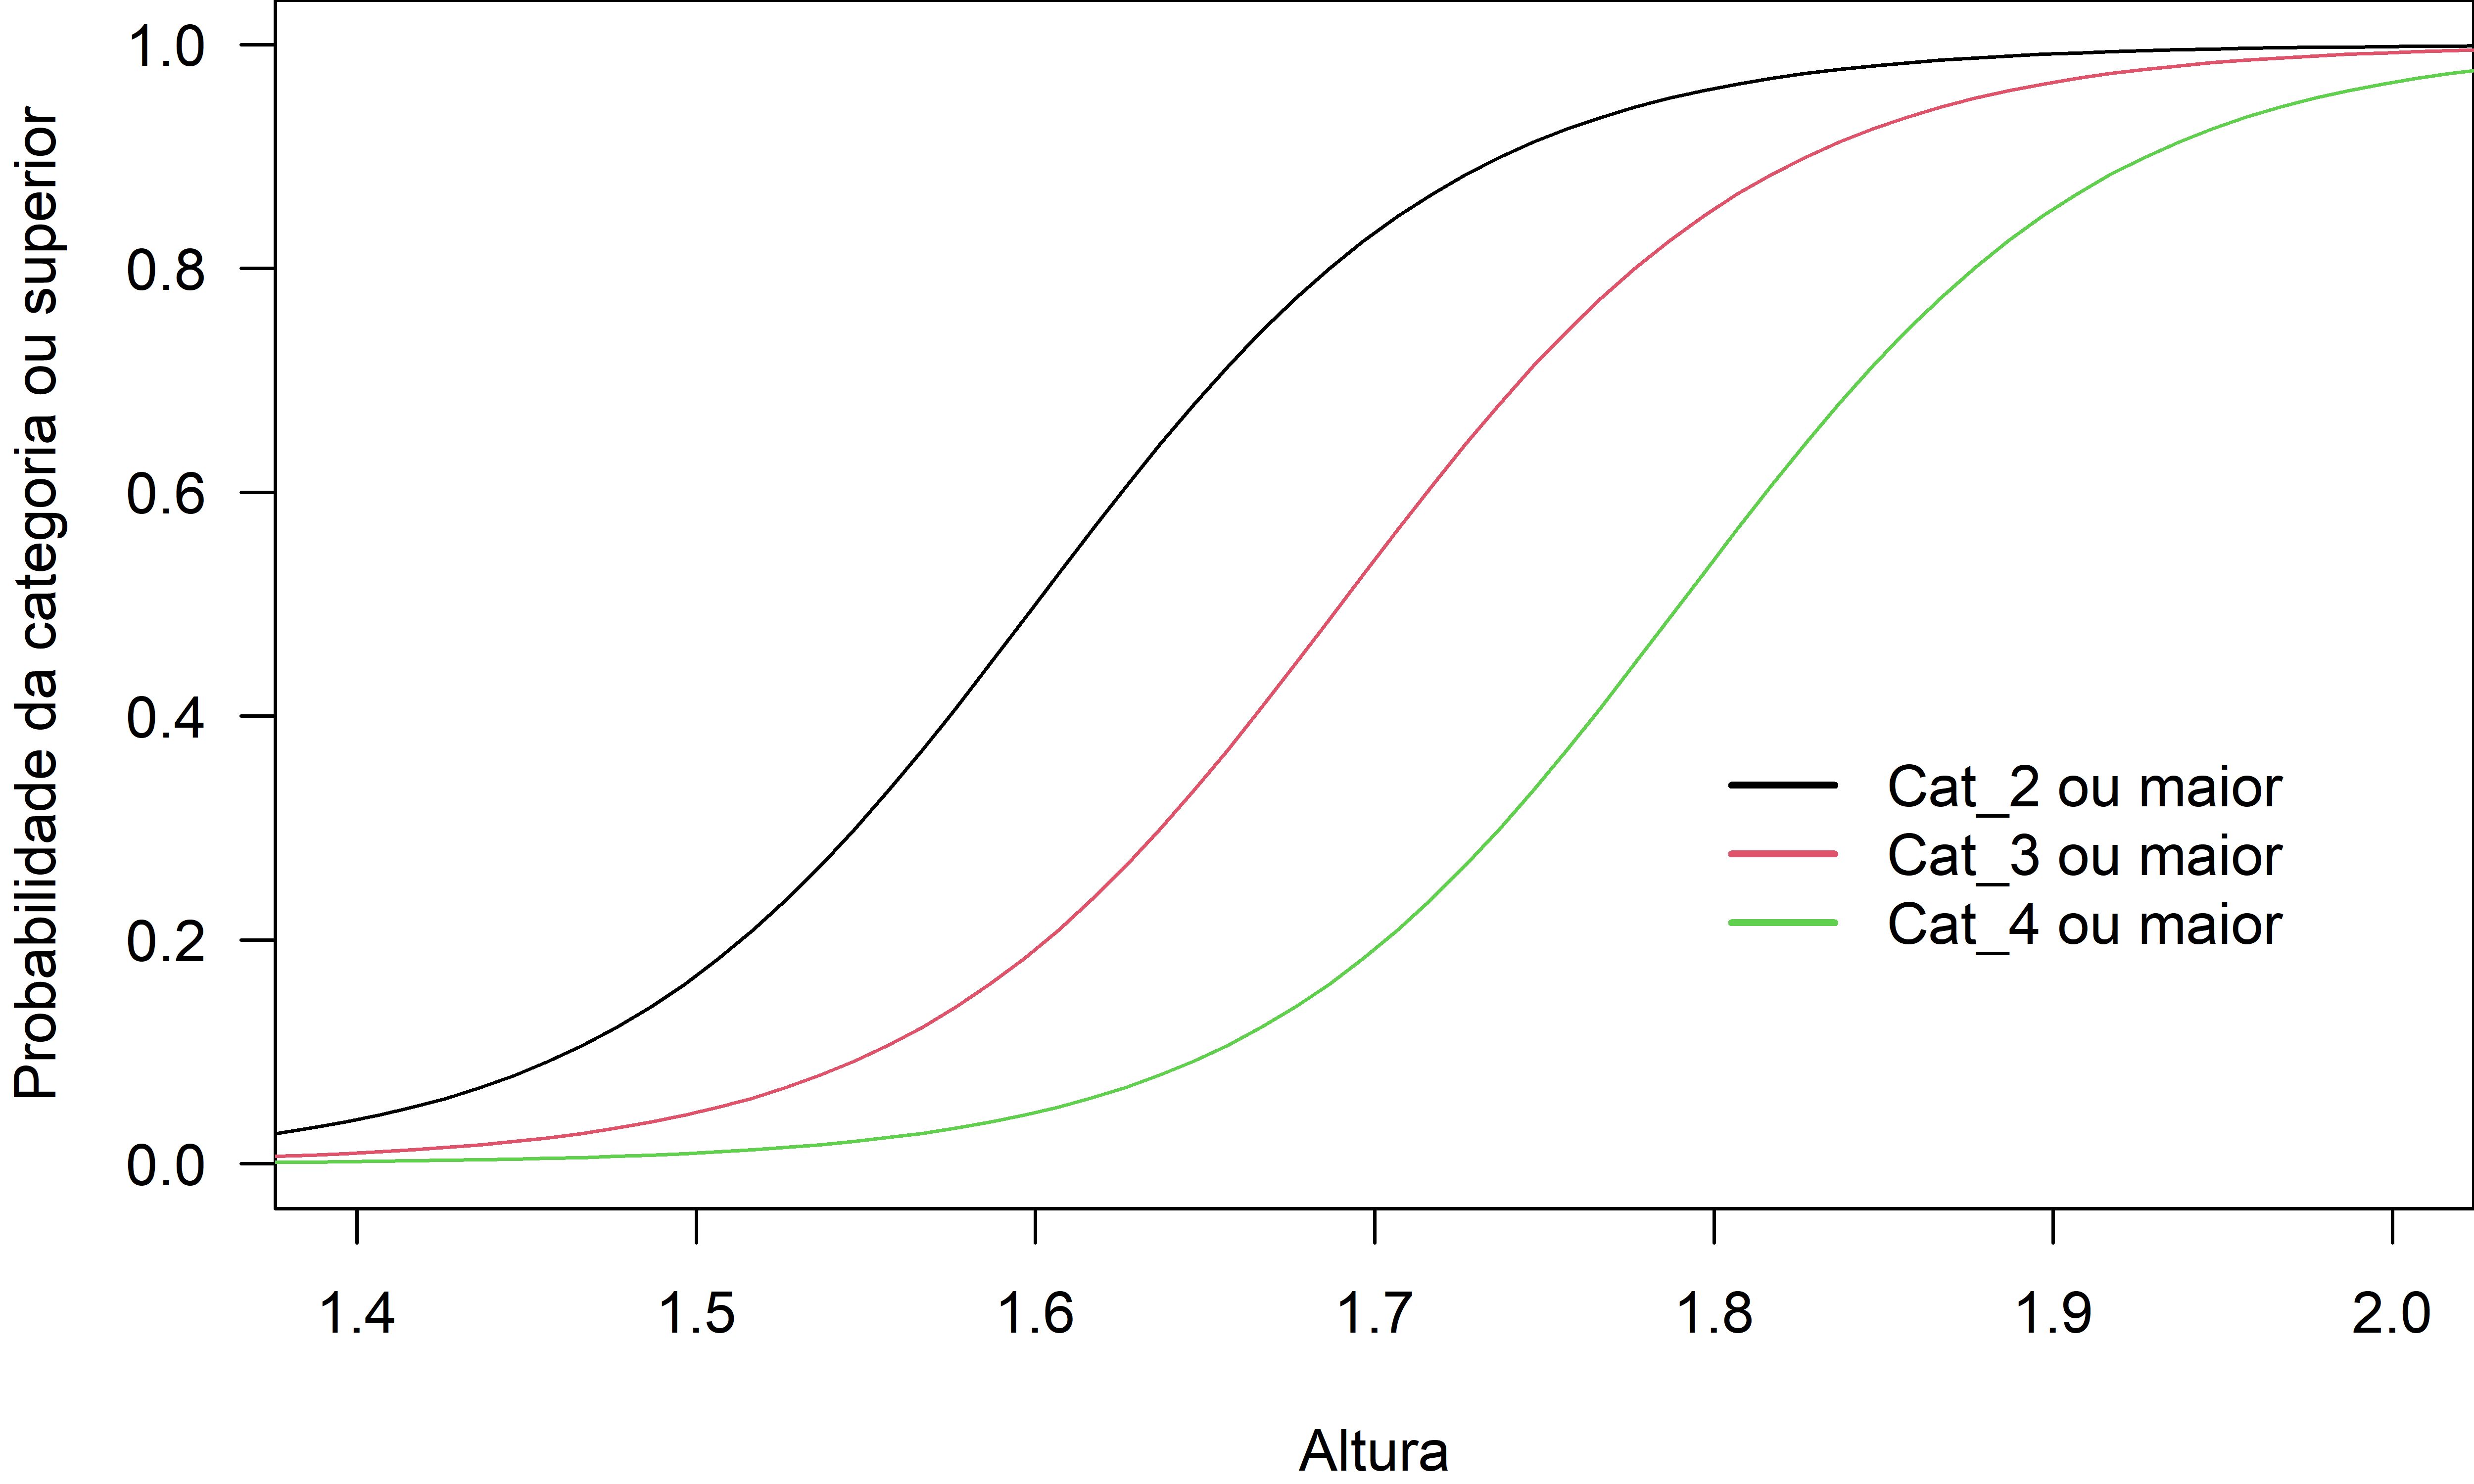 Probabilidade da categoria ou superior
1.0
0.8
0.6
0.4
0.2
0.0
Cat_2 ou maior
Cat_3 ou maior
Cat_4 ou maior
1.4 1.5 1.6 1.7 1.8 1.9 2.0
Altura